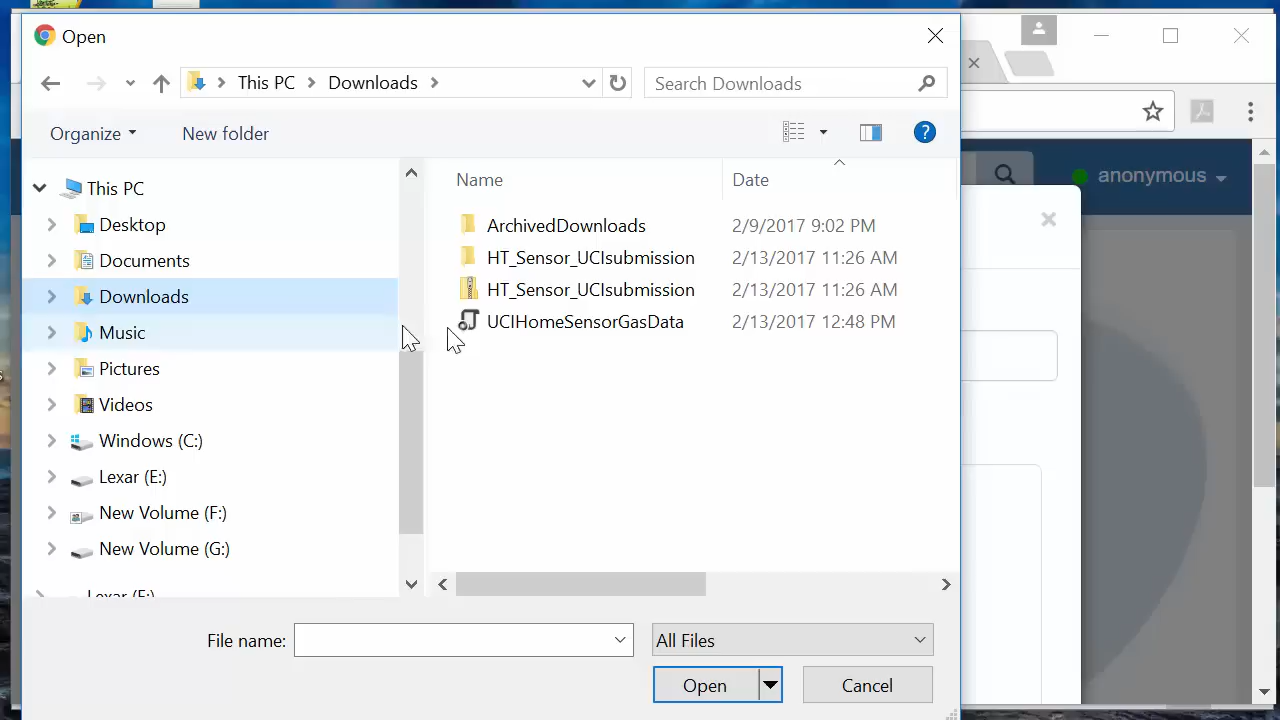 Open
This PC > Downloads >
Search Downloads
Organize
New folder
?
anonymous
This PC
Desktop
Documents
Downloads
Music
Pictures
Videos
Windows (C:)
Lexar (E:)
New Volume (F:)
New Volume (G:)
Lexar (E:)
Name Date
ArchivedDownloads 2/9/2017 9:02 PM
HT_Sensor_UCIsubmission 2/13/2017 11:26 AM
HT_Sensor_UCIsubmission 2/13/2017 11:26 AM
UCIHomeSensorGasData 2/13/2017 12:48 PM
File name:
All Files
Open
Cancel